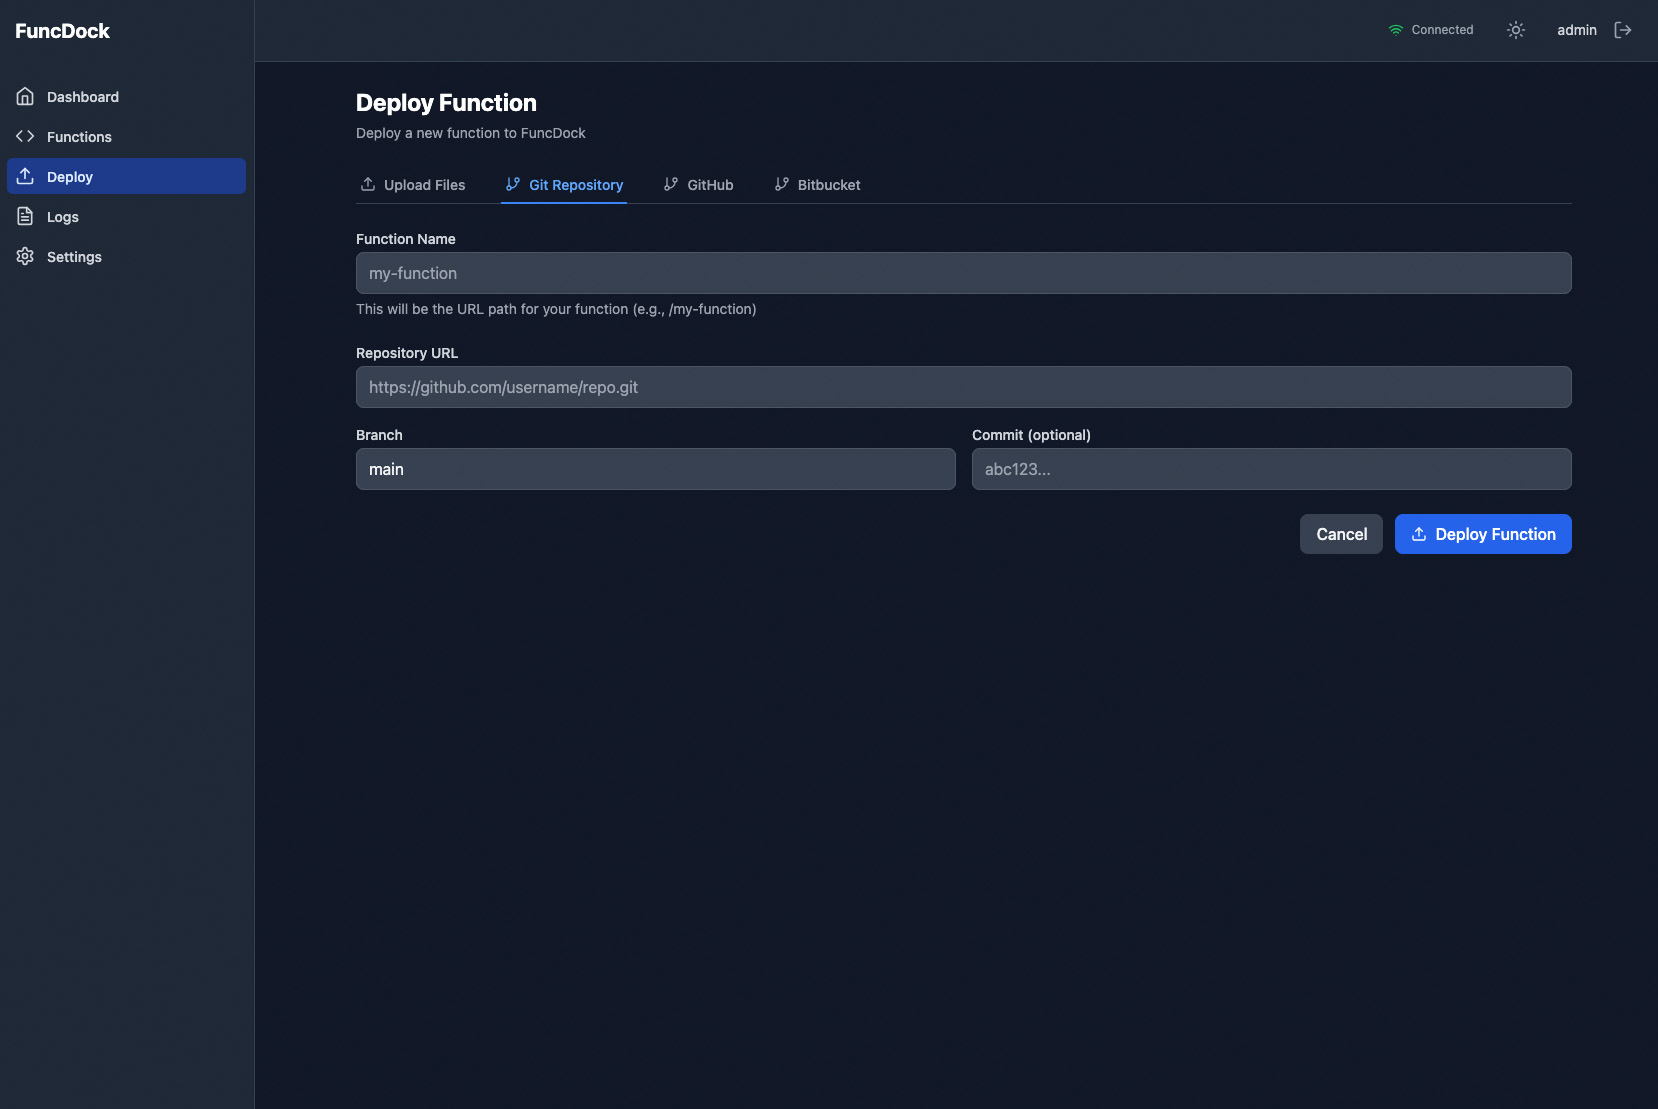 FuncDock
Connected
admin
Dashboard
Functions
Deploy
Logs
Settings
Deploy Function
Deploy a new function to FuncDock
Upload Files
Git Repository
GitHub
Bitbucket
Function Name
my-function
This will be the URL path for your function (e.g., /my-function)
Repository URL
https://github.com/username/repo.git
Branch
Commit (optional)
main
abc123...
Cancel
Deploy Function